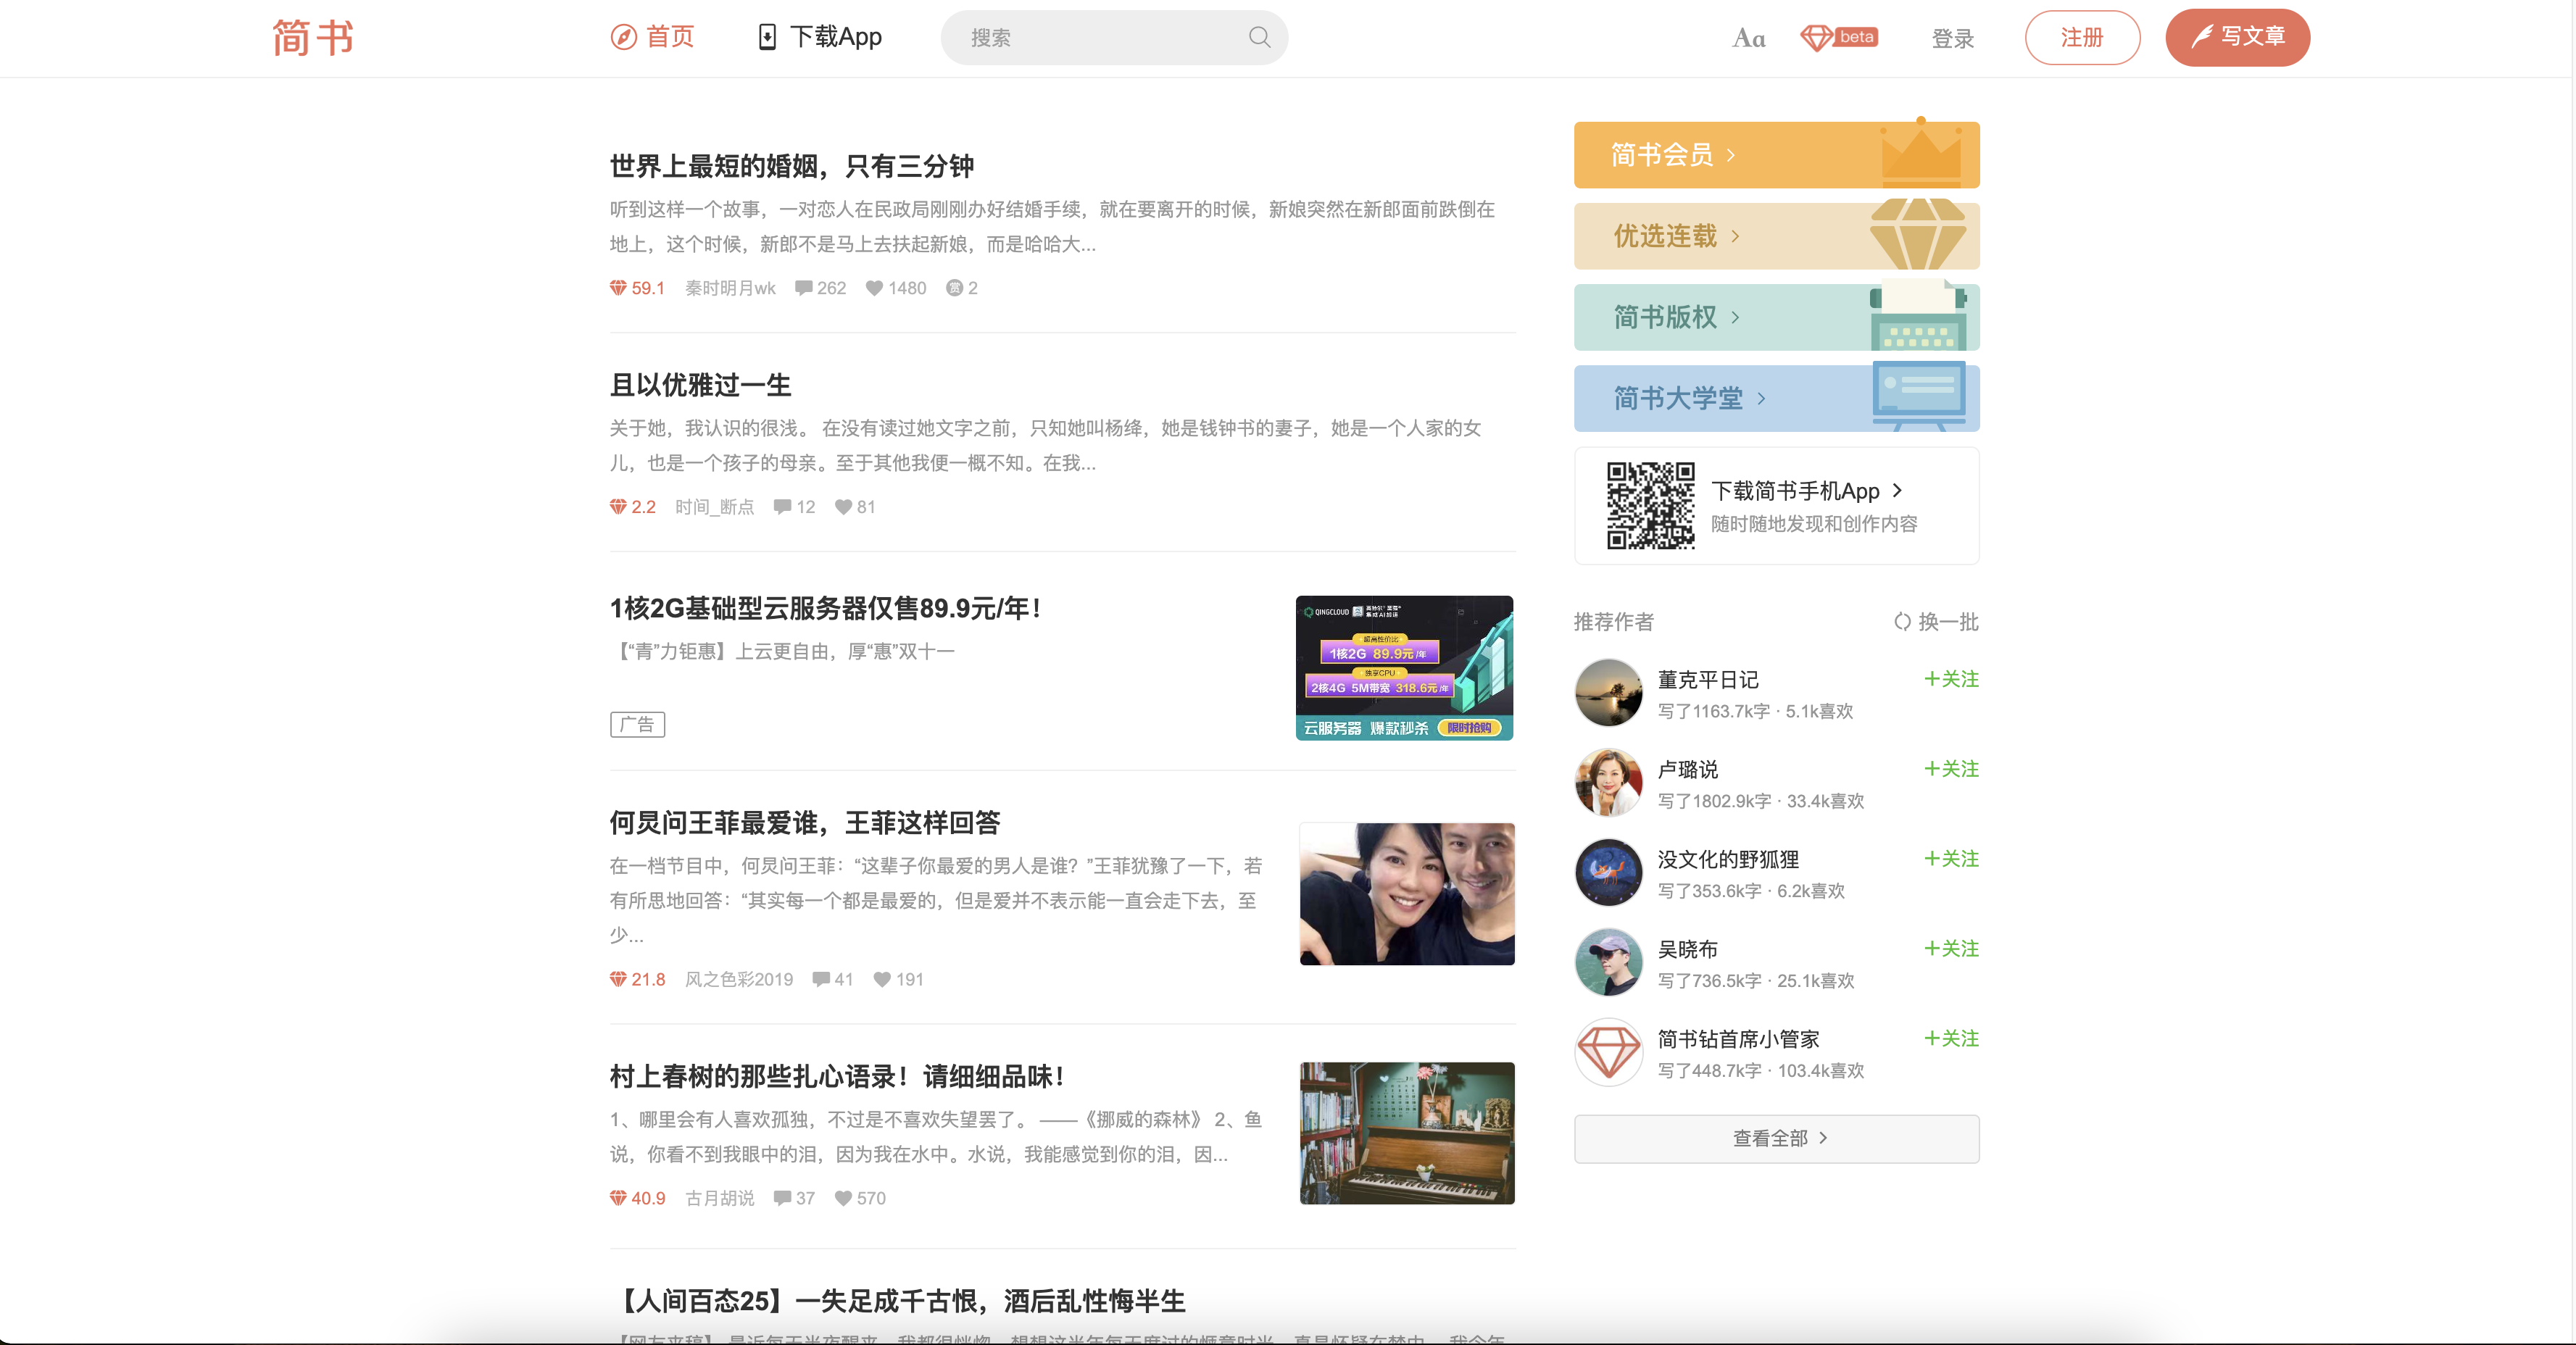 简书
首页
下载App
搜索
Aa
beta
登录
注册
写文章
世界上最短的婚姻，只有三分钟
听到这样一个故事，一对恋人在民政局刚刚办好结婚手续，就在要离开的时候，新娘突然在新郎面前跌倒在
地上，这个时候，新郎不是马上去扶起新娘，而是哈哈大...
59.1 秦时明月wk 262 1480 赏 2
且以优雅过一生
关于她，我认识的很浅。 在没有读过她文字之前，只知她叫杨绛，她是钱钟书的妻子，她是一个人家的女
儿，也是一个孩子的母亲。至于其他我便一概不知。在我...
2.2 时间_断点 12 81
1核2G基础型云服务器仅售89.9元/年！
【“青”力钜惠】上云更自由，厚“惠”双十一
广告
QINGCLOUD
超高性价比
1核2G 89.9元/年
独享CPU
2核4G 5M带宽 318.6元/年
云服务器 爆款秒杀 限时抢购
何炅问王菲最爱谁，王菲这样回答
在一档节目中，何炅问王菲：“这辈子你最爱的男人是谁？”王菲犹豫了一下，若
有所思地回答：“其实每一个都是最爱的，但是爱并不表示能一直会走下去，至
少...
21.8 风之色彩2019 41 191
村上春树的那些扎心语录！请细细品味！
1、哪里会有人喜欢孤独，不过是不喜欢失望罢了。 ——《挪威的森林》 2、鱼
说，你看不到我眼中的泪，因为我在水中。水说，我能感觉到你的泪，因...
40.9 古月胡说 37 570
【人间百态25】一失足成千古恨，酒后乱性悔半生
简书会员
优选连载
简书版权
简书大学堂
下载简书手机App
随时随地发现和创作内容
推荐作者
换一批
董克平日记
+关注
写了1163.7k字 · 5.1k喜欢
卢璐说
+关注
写了1802.9k字 · 33.4k喜欢
没文化的野狐狸
+关注
写了353.6k字 · 6.2k喜欢
吴晓布
+关注
写了736.5k字 · 25.1k喜欢
简书钻首席小管家
+关注
写了448.7k字 · 103.4k喜欢
查看全部